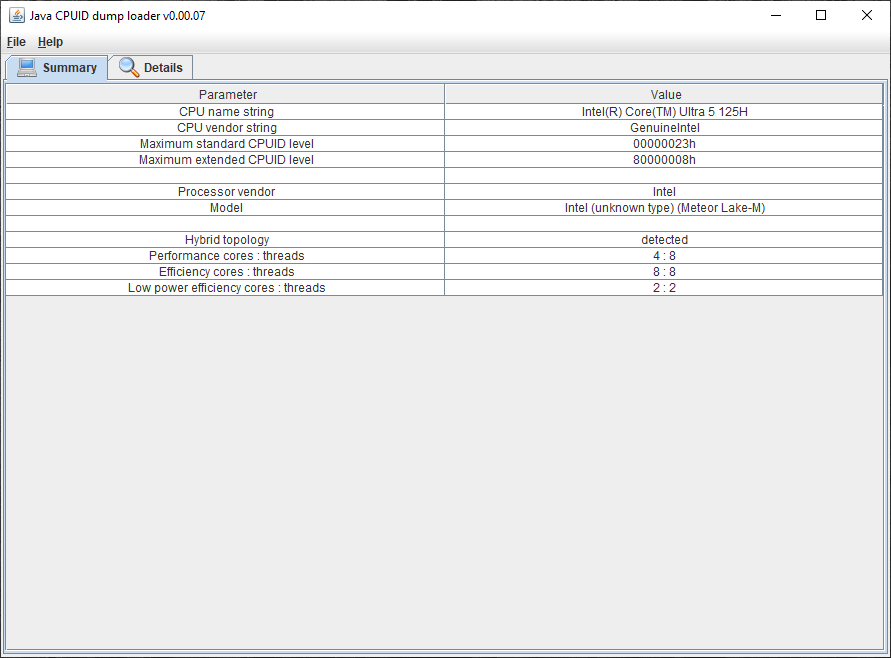 Java CPUID dump loader v0.00.07
File Help
Summary Details
Parameter Value
CPU name string Intel(R) Core(TM) Ultra 5 125H
CPU vendor string GenuineIntel
Maximum standard CPUID level 00000023h
Maximum extended CPUID level 80000008h
Processor vendor Intel
Model Intel (unknown type) (Meteor Lake-M)
Hybrid topology detected
Performance cores : threads 4 : 8
Efficiency cores : threads 8 : 8
Low power efficiency cores : threads 2 : 2